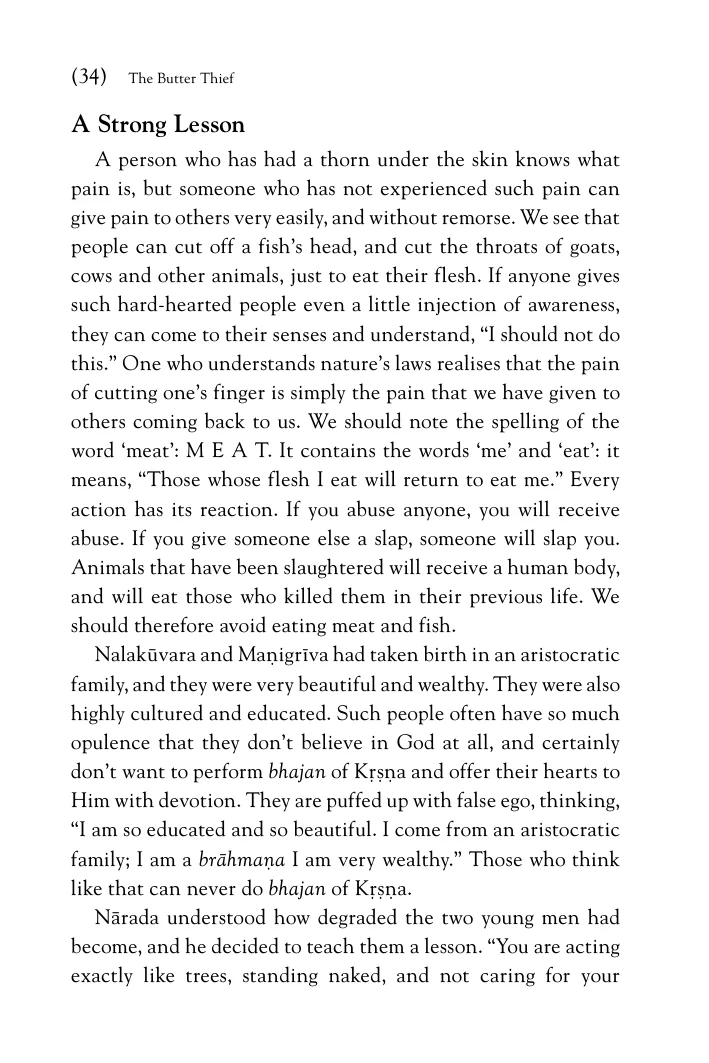 (34) The Butter Thief
A Strong Lesson
A person who has had a thorn under the skin knows what
pain is, but someone who has not experienced such pain can
give pain to others very easily, and without remorse. We see that
people can cut off a fish’s head, and cut the throats of goats,
cows and other animals, just to eat their flesh. If anyone gives
such hard-hearted people even a little injection of awareness,
they can come to their senses and understand, “I should not do
this.” One who understands nature’s laws realises that the pain
of cutting one’s finger is simply the pain that we have given to
others coming back to us. We should note the spelling of the
word ‘meat’: M E A T. It contains the words ‘me’ and ‘eat’: it
means, “Those whose flesh I eat will return to eat me.” Every
action has its reaction. If you abuse anyone, you will receive
abuse. If you give someone else a slap, someone will slap you.
Animals that have been slaughtered will receive a human body,
and will eat those who killed them in their previous life. We
should therefore avoid eating meat and fish.
Nalakūvara and Maṇigrīva had taken birth in an aristocratic
family, and they were very beautiful and wealthy. They were also
highly cultured and educated. Such people often have so much
opulence that they don’t believe in God at all, and certainly
don’t want to perform bhajan of Kṛṣṇa and offer their hearts to
Him with devotion. They are puffed up with false ego, thinking,
“I am so educated and so beautiful. I come from an aristocratic
family; I am a brāhmaṇa I am very wealthy.” Those who think
like that can never do bhajan of Kṛṣṇa.
Nārada understood how degraded the two young men had
become, and he decided to teach them a lesson. “You are acting
exactly like trees, standing naked, and not caring for your